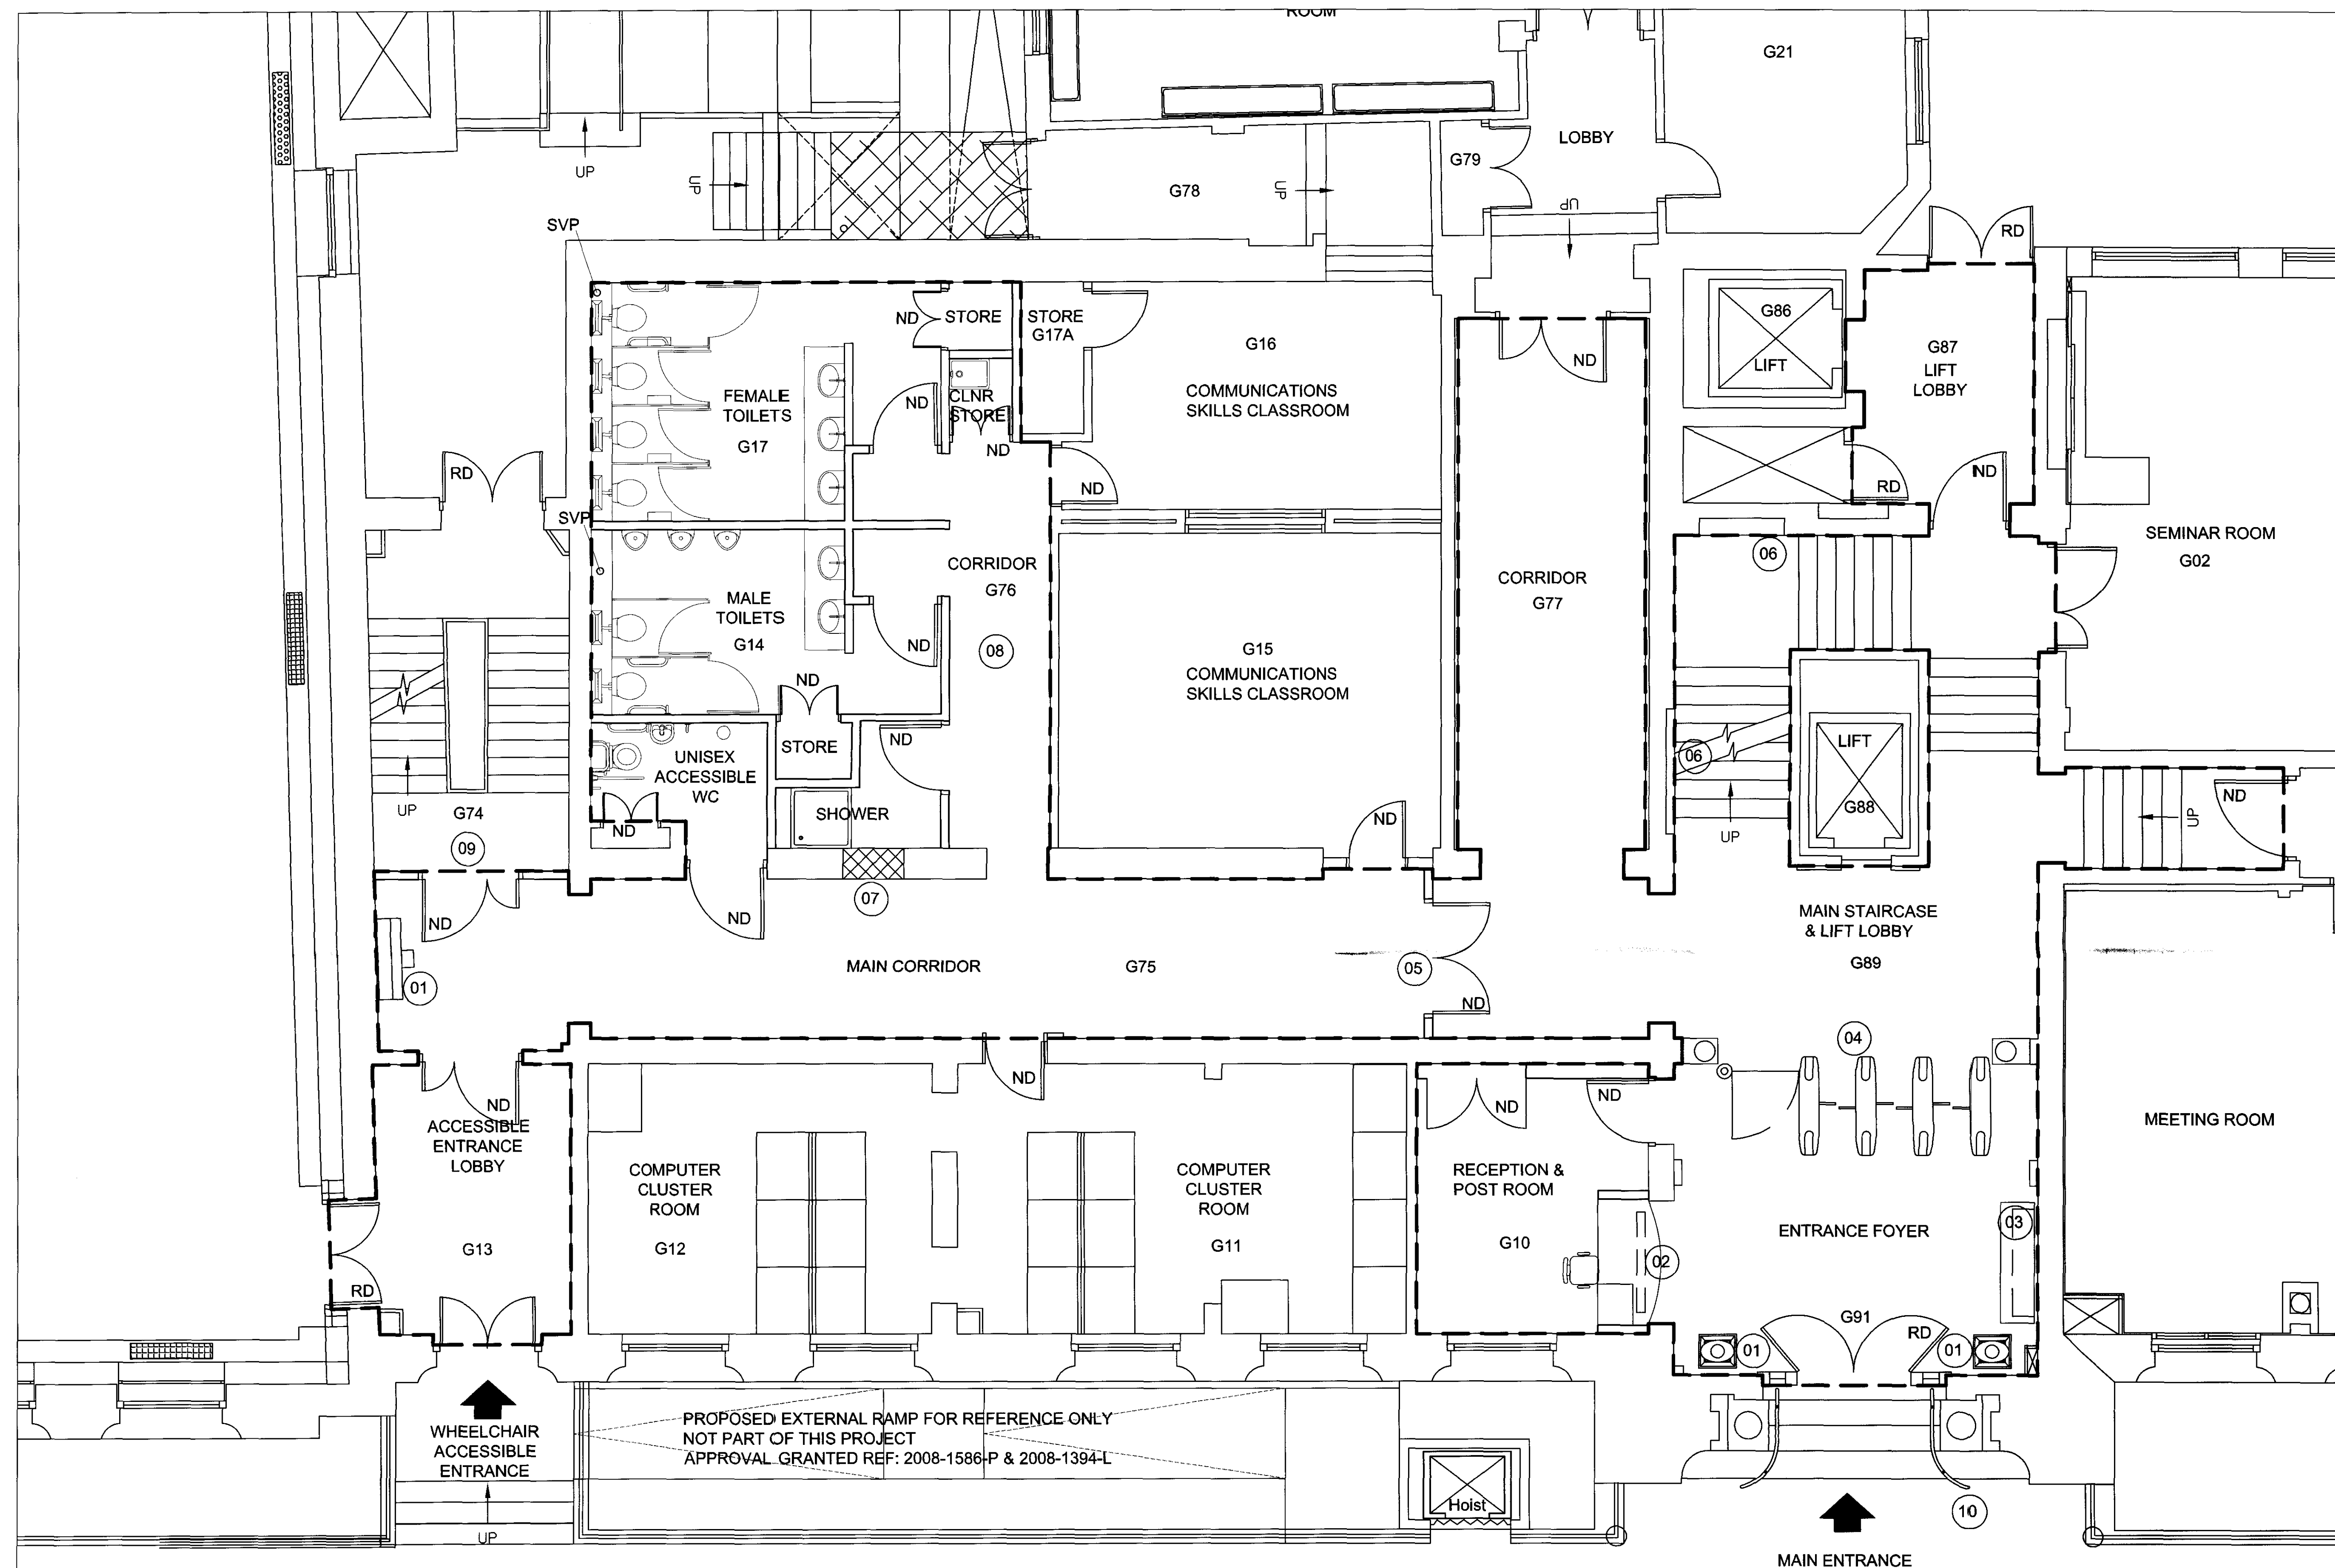 ROOM
G21
LOBBY
G79
G78
UP
UP
UP
UP
SVP
RD
ND
STORE
STORE
G17A
G16
COMMUNICATIONS
SKILLS CLASSROOM
ND
G86
LIFT
G87
LIFT
LOBBY
FEMALE
TOILETS
G17
ND
CLNR
STORE
ND
ND
RD
RD
ND
SEMINAR ROOM
G02
SVP
CORRIDOR
G76
CORRIDOR
G77
06
MALE
TOILETS
G14
ND
08
G15
COMMUNICATIONS
SKILLS CLASSROOM
ND
ND
STORE
UNISEX
ACCESSIBLE
WC
ND
SHOWER
ND
06
LIFT
G88
UP
UP
ND
UP
G74
09
ND
ND
07
ND
MAIN STAIRCASE
& LIFT LOBBY
G89
01
MAIN CORRIDOR
G75
05
ND
04
ND
ACCESSIBLE
ENTRANCE
LOBBY
G13
RD
ND
COMPUTER
CLUSTER
ROOM
G12
COMPUTER
CLUSTER
ROOM
G11
ND
ND
RECEPTION &
POST ROOM
G10
02
ENTRANCE FOYER
03
G91
RD
01
01
MEETING ROOM
WHEELCHAIR
ACCESSIBLE
ENTRANCE
UP
PROPOSED EXTERNAL RAMP FOR REFERENCE ONLY
NOT PART OF THIS PROJECT
APPROVAL GRANTED REF: 2008-1586-P & 2008-1394-L
Hoist
10
MAIN ENTRANCE